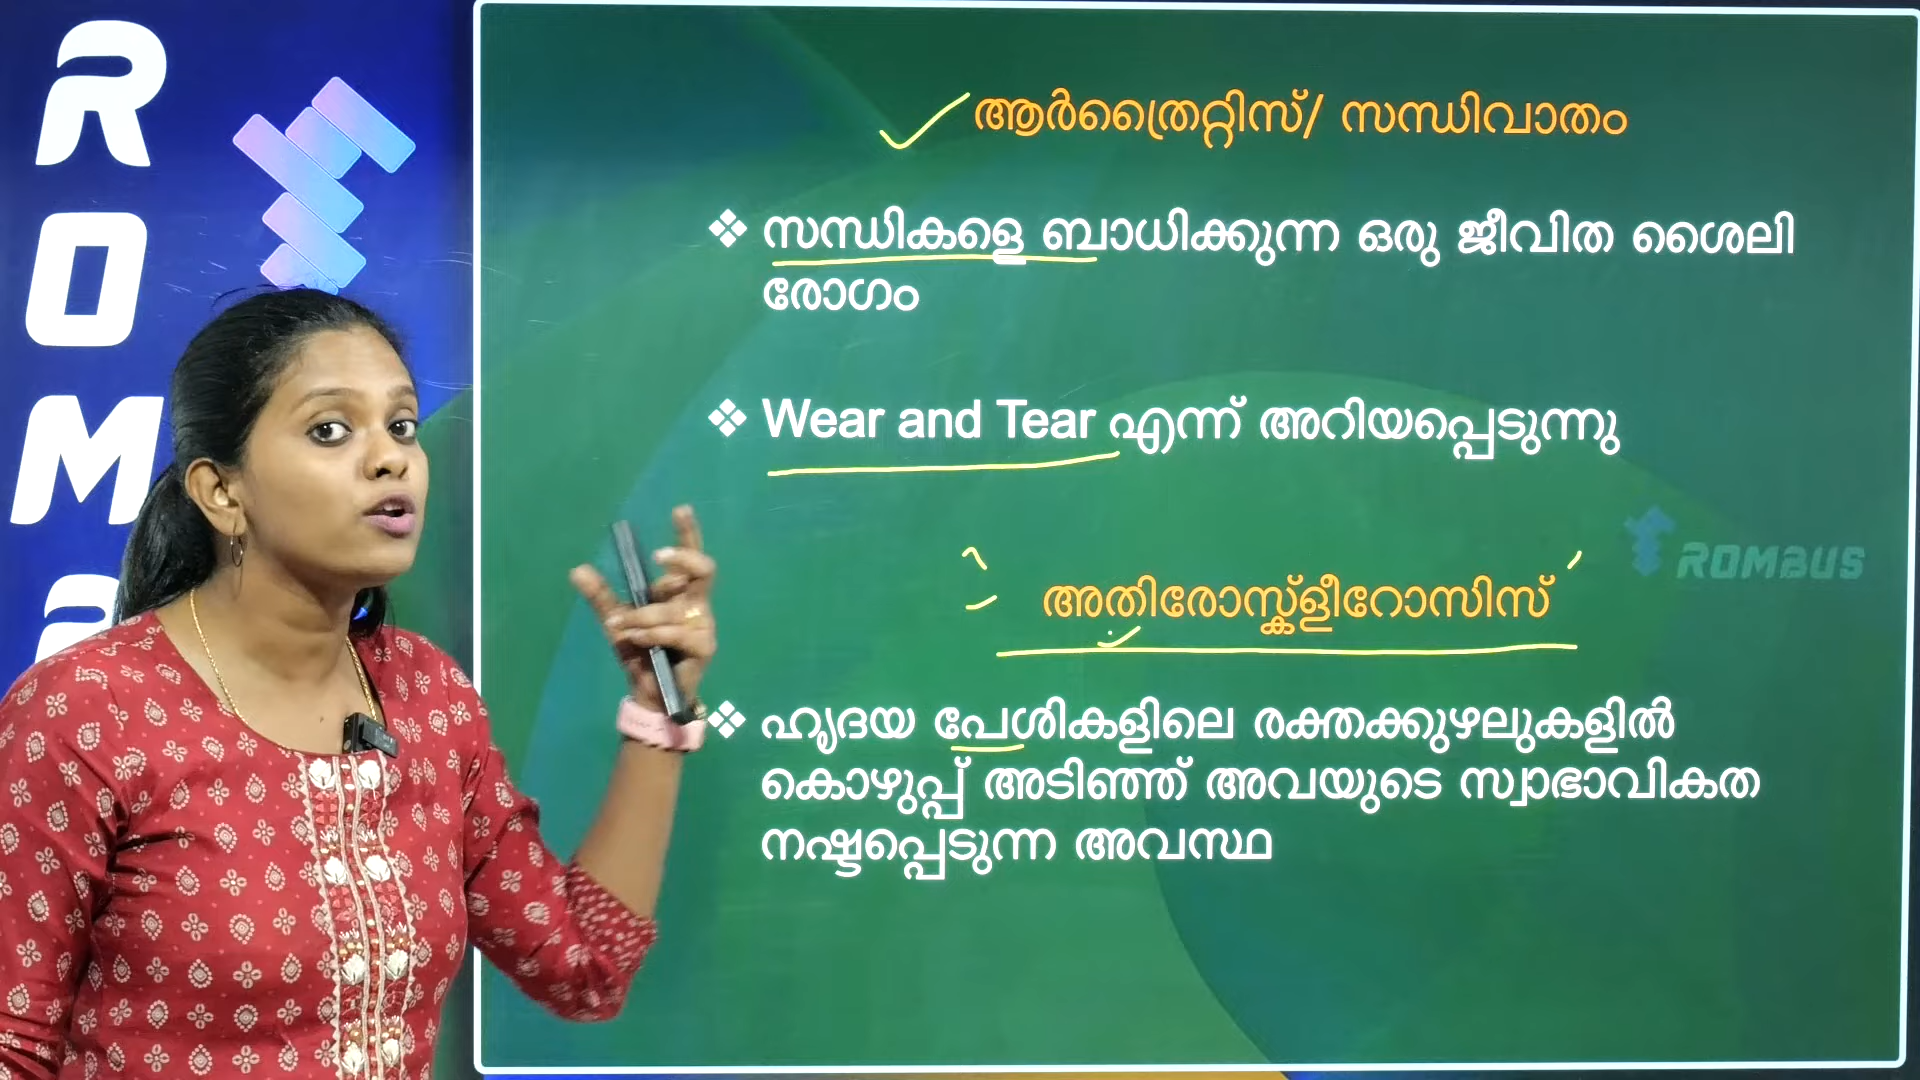 R
O
M
B
ആർത്രൈറ്റിസ്/ സന്ധിവാതം
❖ സന്ധികളെ ബാധിക്കുന്ന ഒരു ജീവിത ശൈലി
രോഗം
❖ Wear and Tear എന്ന് അറിയപ്പെടുന്നു
ROMBUS
അതിരോസ്ക്ളീറോസിസ്
❖ ഹൃദയ പേശികളിലെ രക്തക്കുഴലുകളിൽ
കൊഴുപ്പ് അടിഞ്ഞ് അവയുടെ സ്വാഭാവികത
നഷ്ടപ്പെടുന്ന അവസ്ഥ